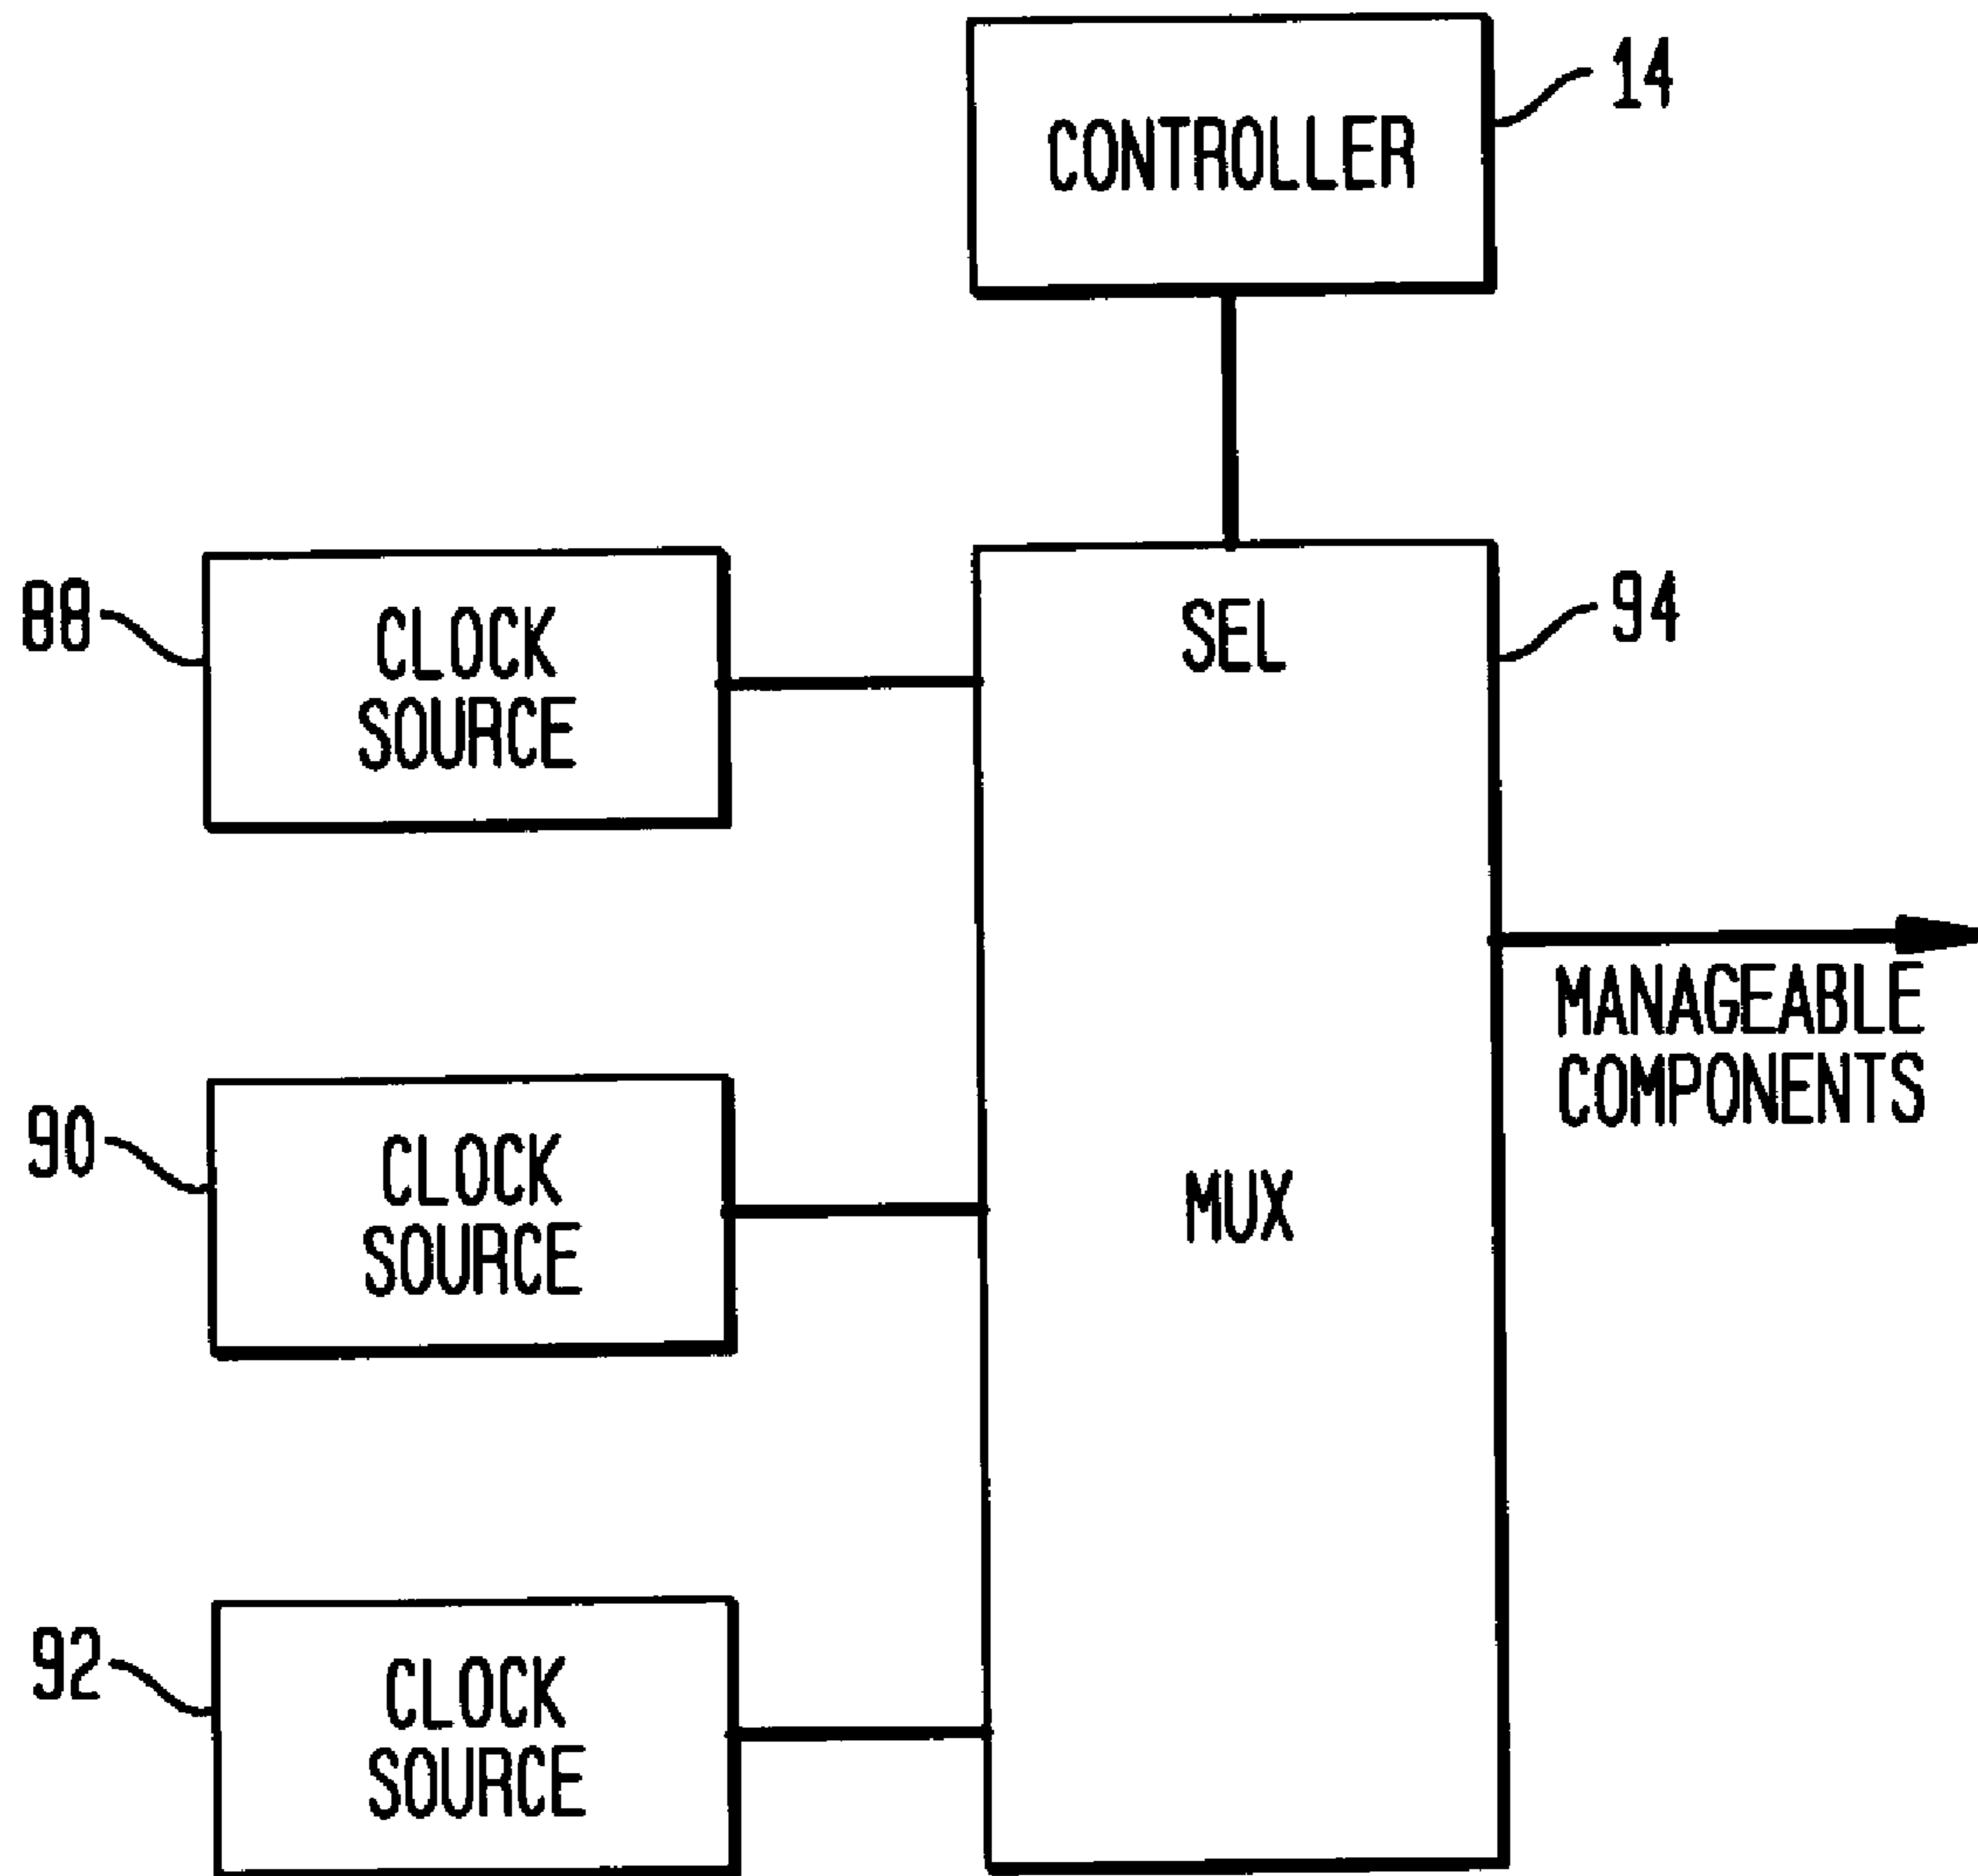 CONTROLLER
14
88
CLOCK
SOURCE
SEL
94
MANAGEABLE
COMPONENTS
90
CLOCK
SOURCE
MUX
92
CLOCK
SOURCE